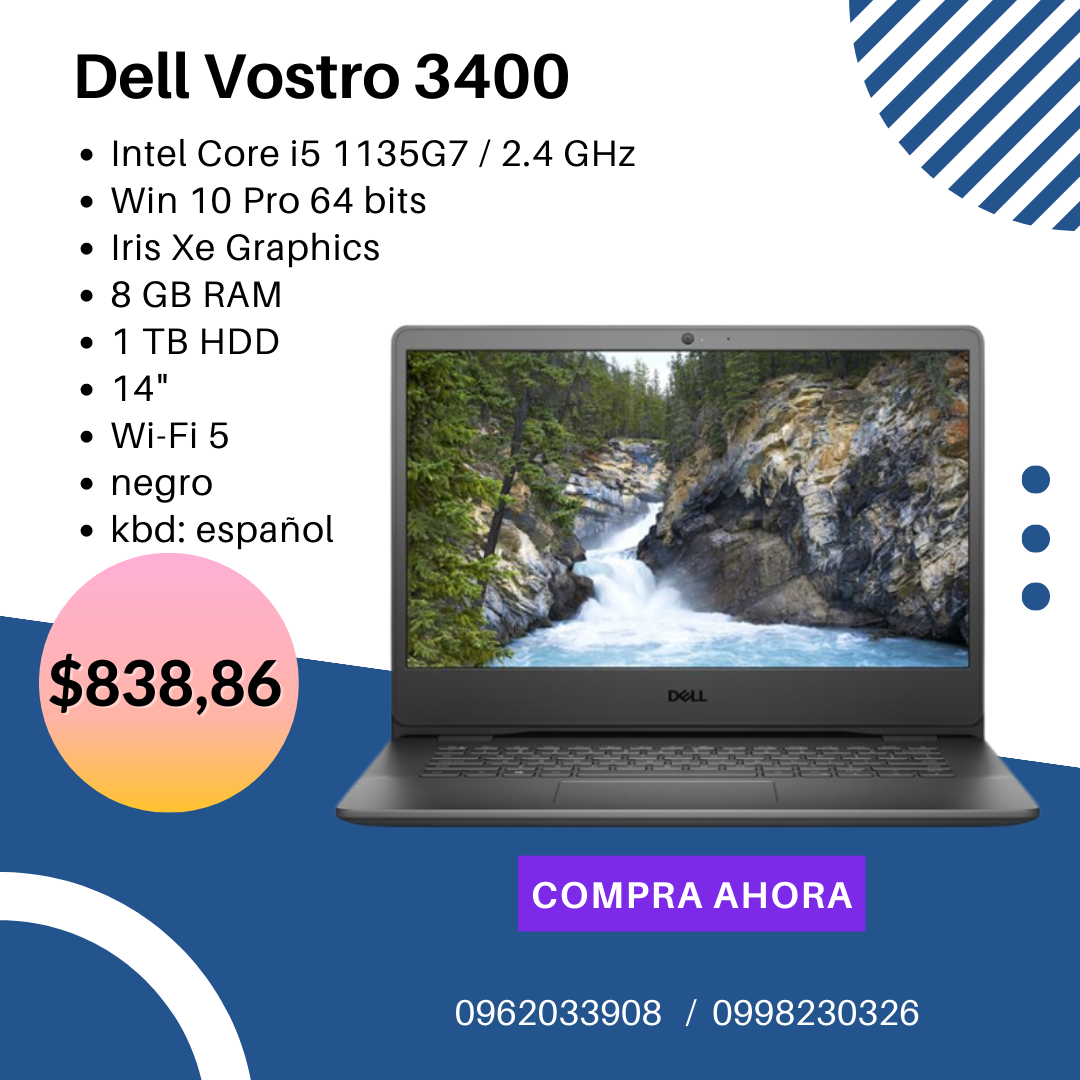 Dell Vostro 3400
• Intel Core i5 1135G7 / 2.4 GHz
• Win 10 Pro 64 bits
• Iris Xe Graphics
• 8 GB RAM
• 1 TB HDD
• 14"
• Wi-Fi 5
• negro
• kbd: español
$838,86
DELL
COMPRA AHORA
0962033908 / 0998230326